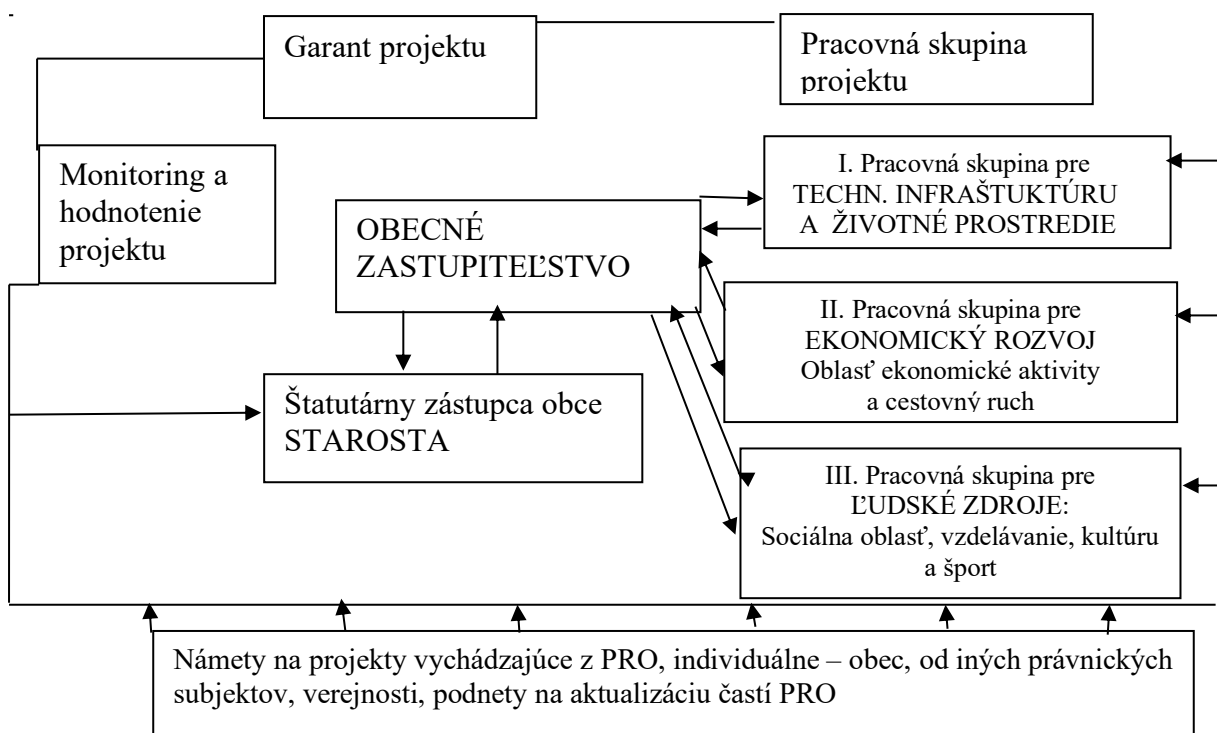 Garant projektu
Pracovná skupina
projektu
Monitoring a
hodnotenie
projektu
I. Pracovná skupina pre
TECHN. INFRAŠTUKTÚRU
A ŽIVOTNÉ PROSTREDIE
OBECNÉ
ZASTUPITEĽSTVO
II. Pracovná skupina pre
EKONOMICKÝ ROZVOJ
Oblasť ekonomické aktivity
a cestovný ruch
Štatutárny zástupca obce
STAROSTA
III. Pracovná skupina pre
ĽUDSKÉ ZDROJE:
Sociálna oblasť, vzdelávanie, kultúru
a šport
Námety na projekty vychádzajúce z PRO, individuálne – obec, od iných právnických
subjektov, verejnosti, podnety na aktualizáciu častí PRO